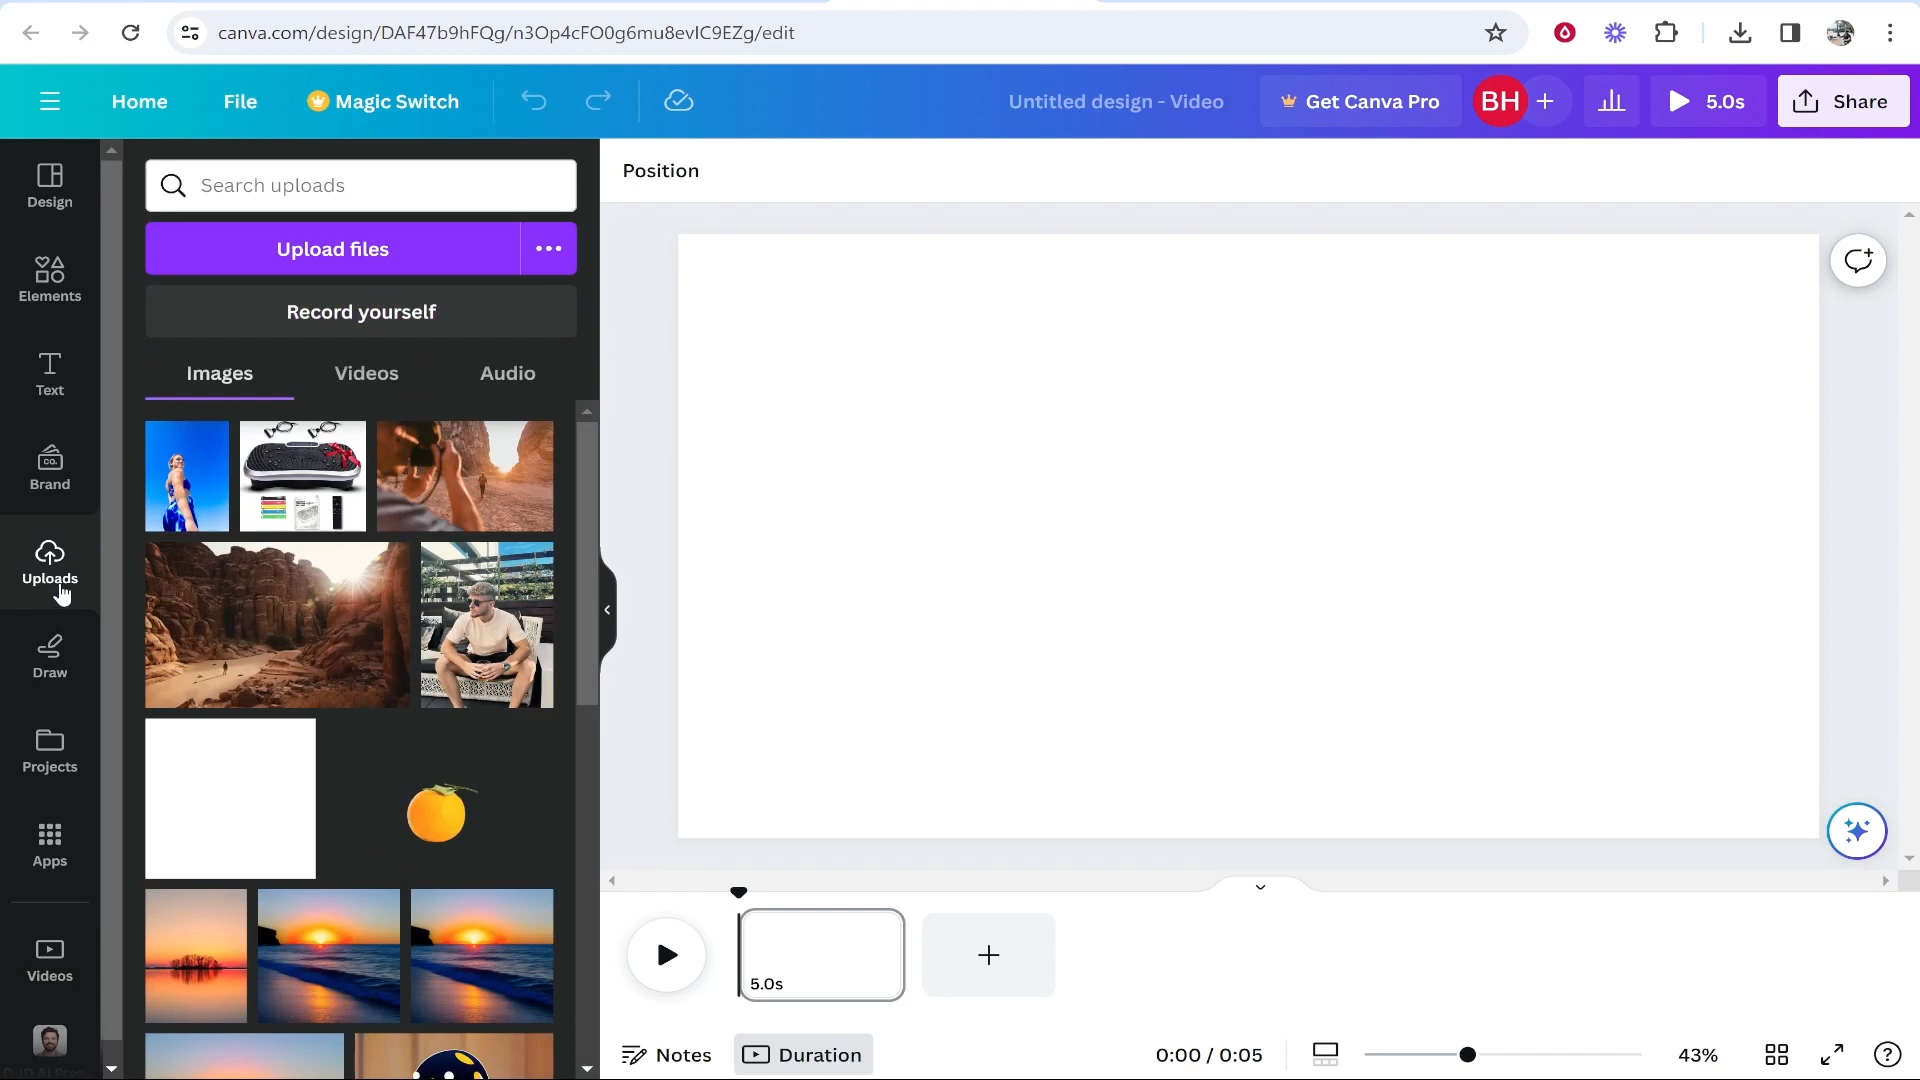 canva.com/design/DAF47b9hFQg/n3Op4cFO0g6mu8evIC9EZg/edit
Home
File
Magic Switch
Untitled design - Video
Get Canva Pro
BH
5.0s
Share
Design
Elements
Text
CO.
Brand
Uploads
Draw
Projects
Apps
Videos
Search uploads
Upload files
Record yourself
Images
Videos
Audio
Position
5.0s
Notes
Duration
0:00 / 0:05
43%